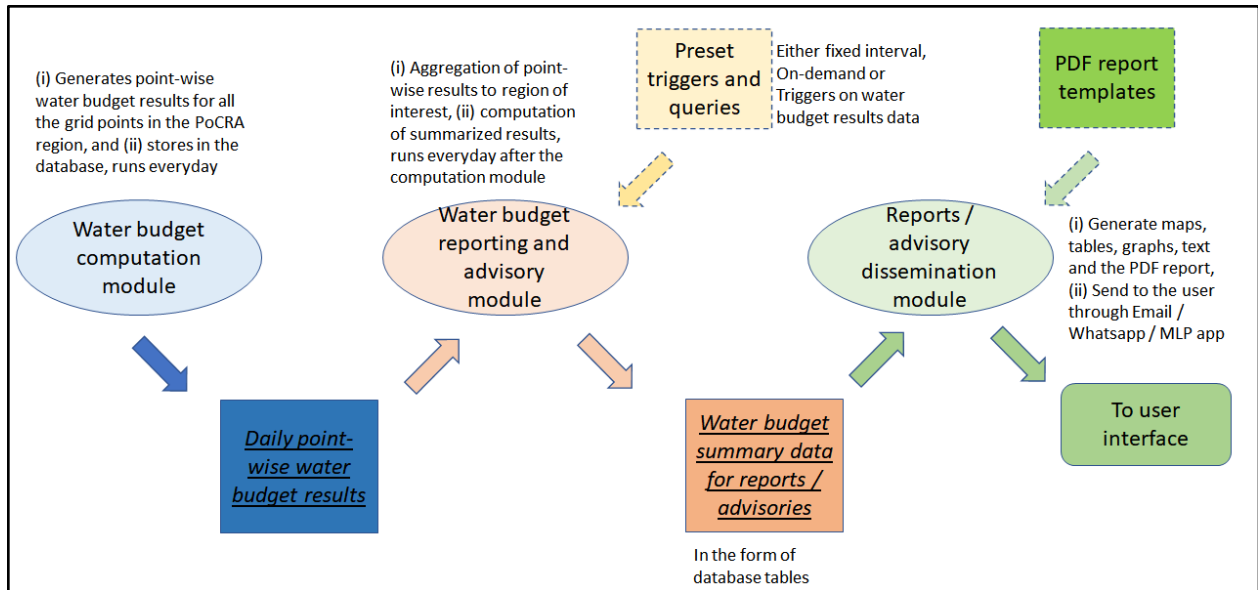 (i) Generates point-wise
water budget results for all
the grid points in the PoCRA
region, and (ii) stores in the
database, runs everyday
(i) Aggregation of point-
wise results to region of
interest, (ii) computation
of summarized results,
runs everyday after the
computation module
Preset
triggers and
queries
Either fixed interval,
On-demand or
Triggers on water
budget results data
PDF report
templates
Water budget
computation
module
Water budget
reporting and
advisory
module
Reports /
advisory
dissemination
module
(i) Generate maps,
tables, graphs, text
and the PDF report,
(ii) Send to the user
through Email /
Whatsapp / MLP app
Daily point-
wise water
budget results
Water budget
summary data
for reports /
advisories
In the form of
database tables
To user
interface